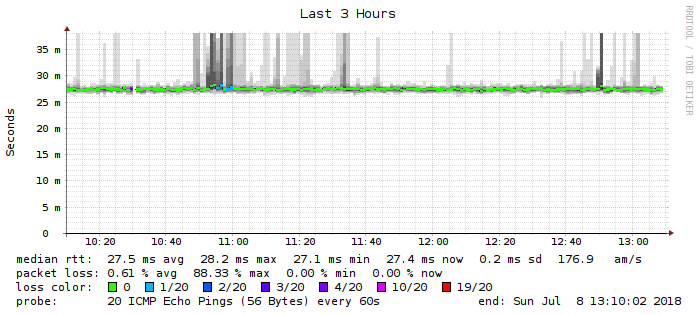 Last 3 Hours
RRDTOOL / TOBI OETIKER
Seconds
35 m
30 m
25 m
20 m
15 m
10 m
5 m
0
10:20 10:40 11:00 11:20 11:40 12:00 12:20 12:40 13:00
median rtt: 27.5 ms avg 28.2 ms max 27.1 ms min 27.4 ms now 0.2 ms sd 176.9 am/s
packet loss: 0.61 % avg 88.33 % max 0.00 % min 0.00 % now
loss color: 0 1/20 2/20 3/20 4/20 10/20 19/20
probe: 20 ICMP Echo Pings (56 Bytes) every 60s end: Sun Jul 8 13:10:02 2018